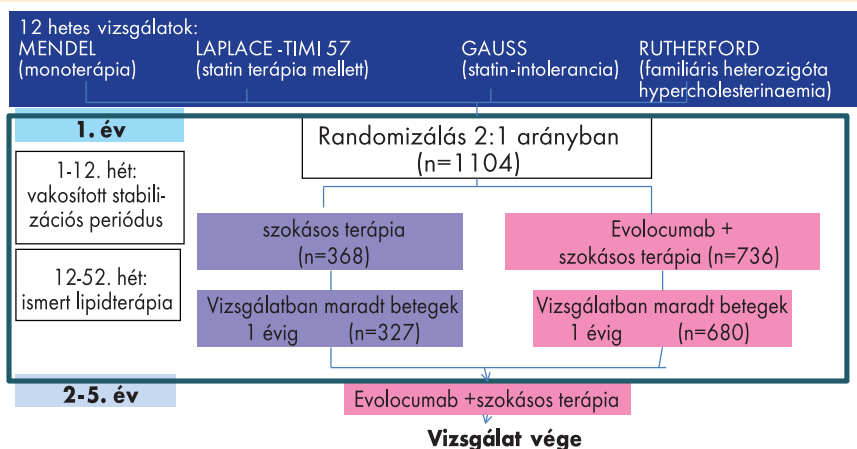 12 hetes vizsgálatok:
MENDEL
(monoterápia)
LAPLACE -TIMI 57
(statin terápia mellett)
GAUSS
(statin-intolerancia)
RUTHERFORD
(familiáris heterozigóta
hypercholesterinaemia)
1. év
Randomizálás 2:1 arányban
(n=1104)
1-12. hét:
vakosított stabili-
zációs periódus
12-52. hét:
ismert lipidterápia
szokásos terápia
(n=368)
Evolocumab +
szokásos terápia (n=736)
Vizsgálatban maradt betegek
1 évig (n=327)
Vizsgálatban maradt betegek
1 évig (n=680)
2-5. év
Evolocumab +szokásos terápia
Vizsgálat vége